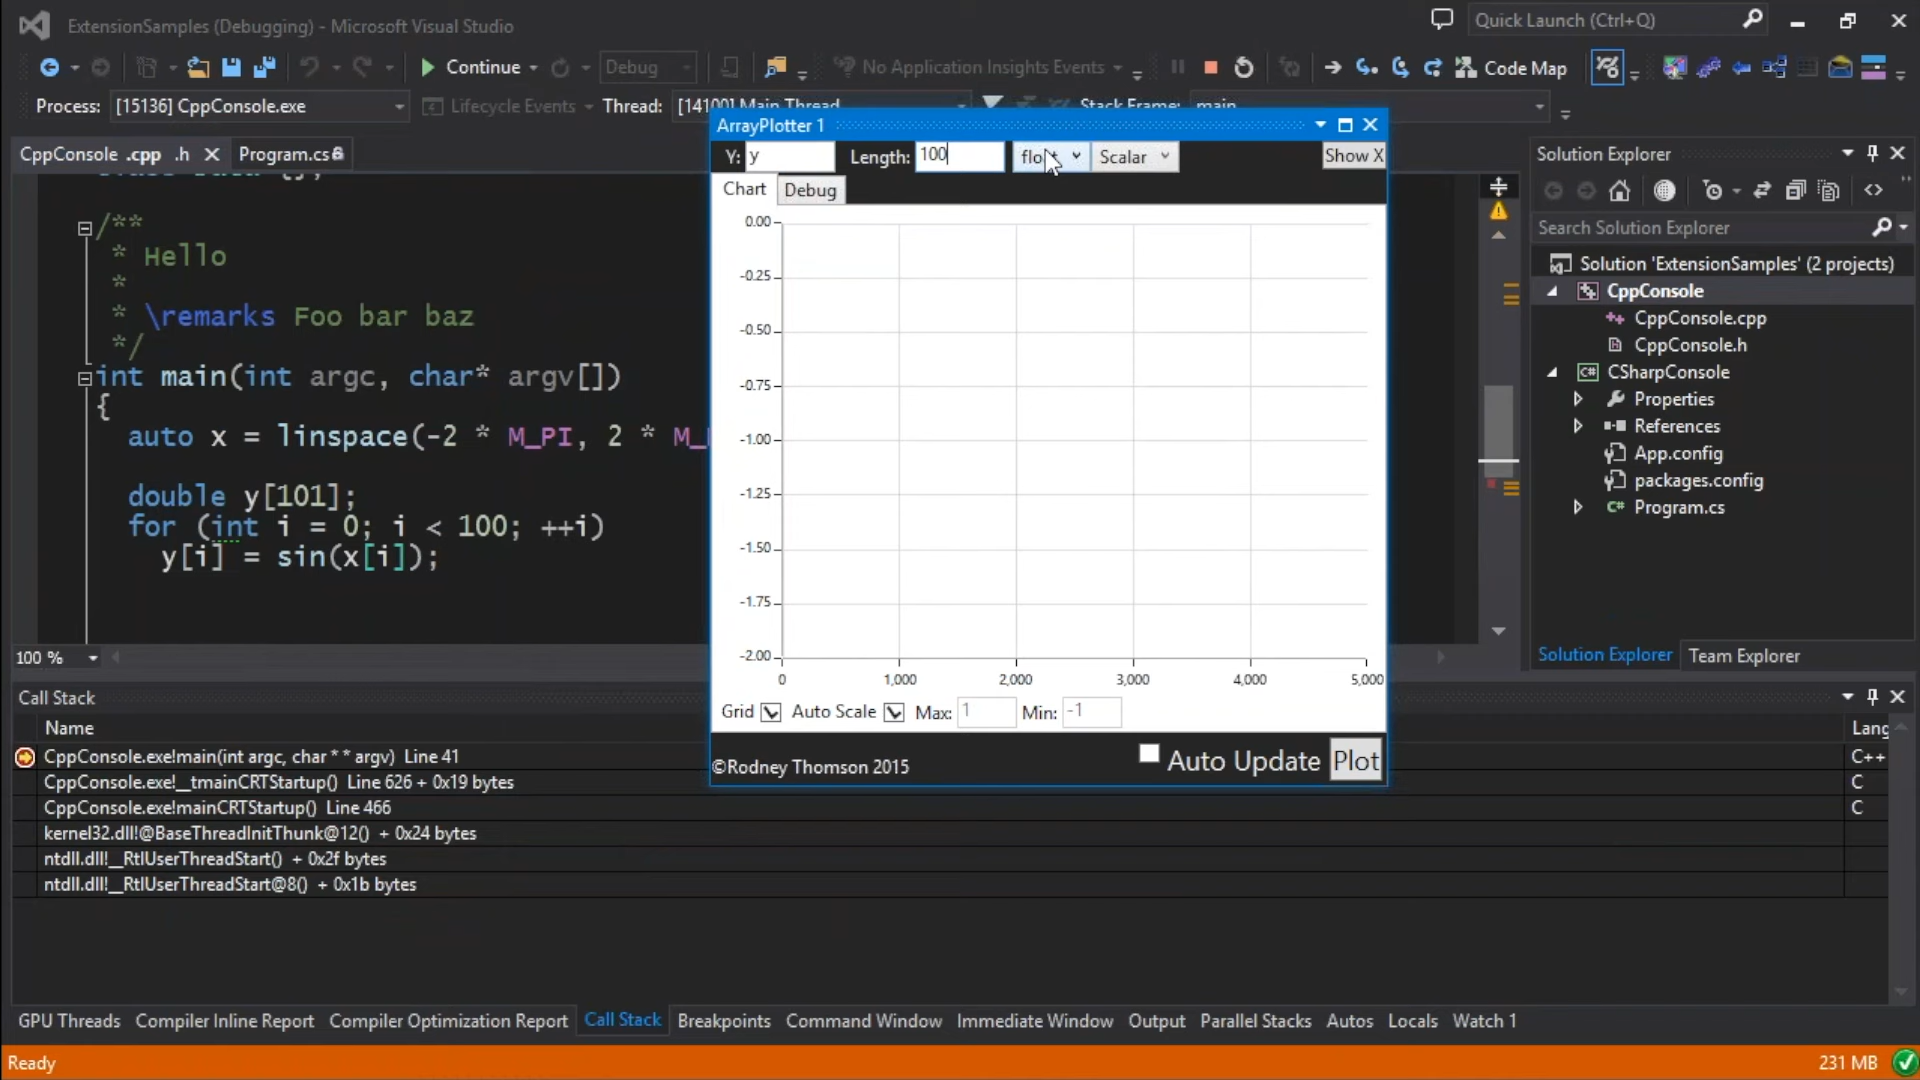 ExtensionSamples (Debugging) - Microsoft Visual Studio
Quick Launch (Ctrl+Q)
Continue
Debug
No Application Insights Events
Code Map
Process: [15136] CppConsole.exe
Lifecycle Events
Thread: [14100] Main Thread
Stack Frame: main
CppConsole .cpp .h
Program.cs
/**
* Hello
*
* \remarks Foo bar baz
*/
int main(int argc, char* argv[])
{
auto x = linspace(-2 * M_PI, 2 * M_
double y[101];
for (int i = 0; i < 100; ++i)
y[i] = sin(x[i]);
100 %
ArrayPlotter 1
Y: y
Length: 100
Scalar
Show X
Chart
Debug
0.00
-0.25
-0.50
-0.75
-1.00
-1.25
-1.50
-1.75
-2.00
0 1,000 2,000 3,000 4,000 5,000
Grid
Auto Scale
Max: 1
Min: -1
©Rodney Thomson 2015
Auto Update
Plot
Solution Explorer
Search Solution Explorer
Solution 'ExtensionSamples' (2 projects)
CppConsole
CppConsole.cpp
CppConsole.h
CSharpConsole
Properties
References
App.config
packages.config
Program.cs
Solution Explorer
Team Explorer
Call Stack
Name
Lang
CppConsole.exe!main(int argc, char * * argv) Line 41
C++
CppConsole.exe!__tmainCRTStartup() Line 626 + 0x19 bytes
C
CppConsole.exe!mainCRTStartup() Line 466
C
kernel32.dll!@BaseThreadInitThunk@12() + 0x24 bytes
ntdll.dll!__RtlUserThreadStart() + 0x2f bytes
ntdll.dll!__RtlUserThreadStart@8() + 0x1b bytes
GPU Threads
Compiler Inline Report
Compiler Optimization Report
Call Stack
Breakpoints
Command Window
Immediate Window
Output
Parallel Stacks
Autos
Locals
Watch 1
Ready
231 MB